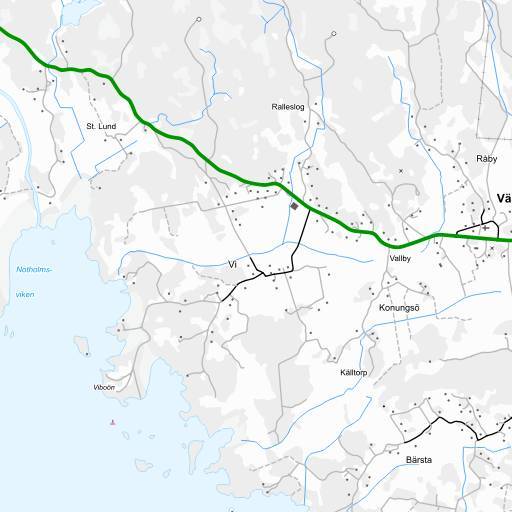 Ralleslog
St. Lund
Råby
Vä
Vi
Vallby
Notholms-
viken
Konungsö
Källtorp
Viboön
Bärsta